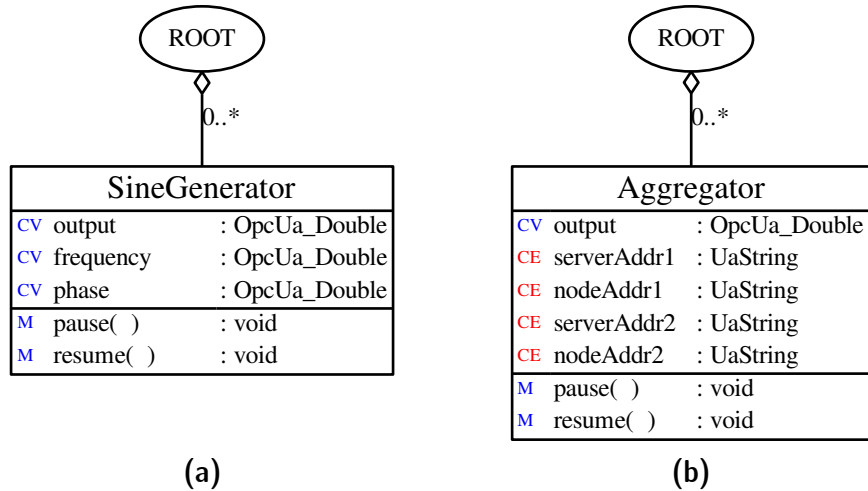 ROOT
0..*
SineGenerator
CV output : OpcUa_Double
CV frequency : OpcUa_Double
CV phase : OpcUa_Double
M pause( ) : void
M resume( ) : void
(a)
ROOT
0..*
Aggregator
CV output : OpcUa_Double
CE serverAddr1 : UaString
CE nodeAddr1 : UaString
CE serverAddr2 : UaString
CE nodeAddr2 : UaString
M pause( ) : void
M resume( ) : void
(b)